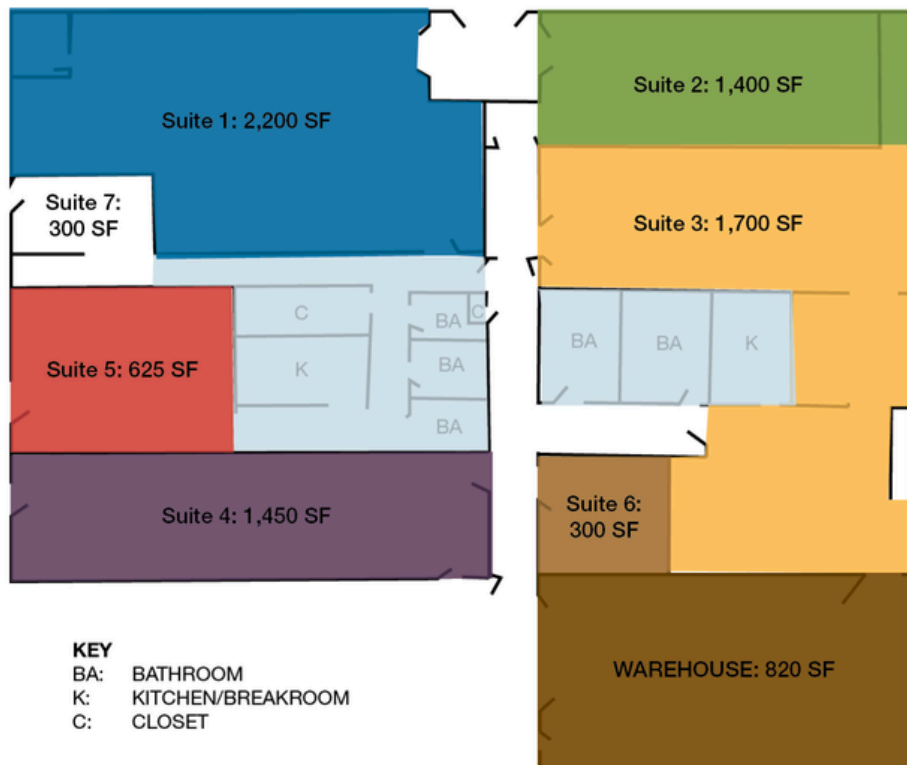 Suite 1: 2,200 SF
Suite 2: 1,400 SF
Suite 7:
300 SF
Suite 3: 1,700 SF
C
BA
C
BA
BA
K
Suite 5: 625 SF
K
BA
BA
Suite 4: 1,450 SF
Suite 6:
300 SF
WAREHOUSE: 820 SF
KEY
BA: BATHROOM
K: KITCHEN/BREAKROOM
C: CLOSET